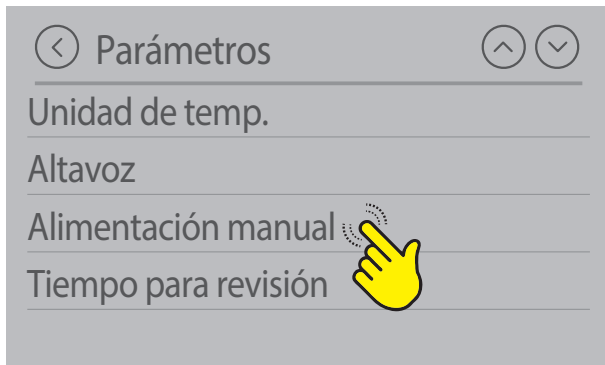 Parámetros
Unidad de temp.
Altavoz
Alimentación manual
Tiempo para revisión